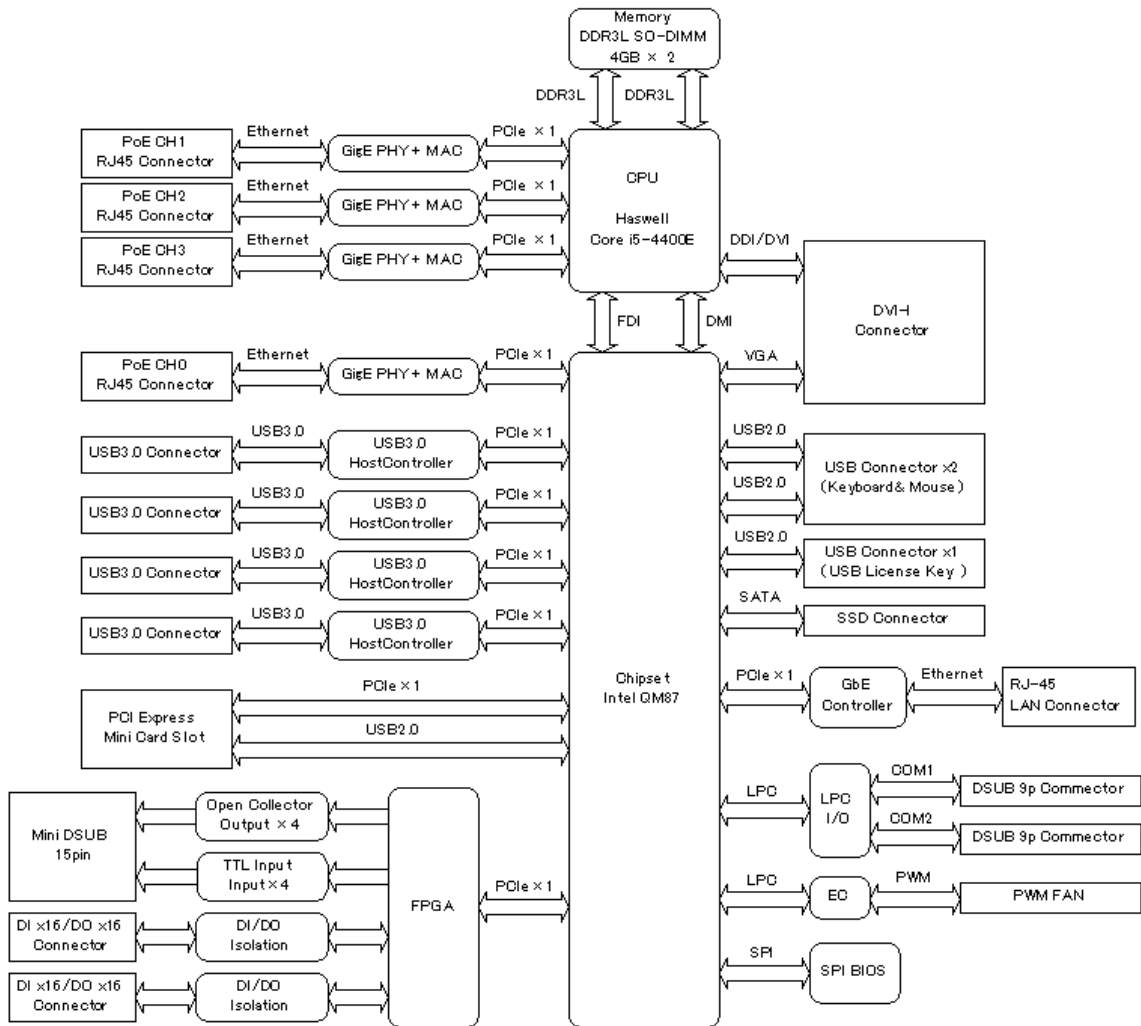 Memory
DDR3L SO-DIMM
4GB × 2
DDR3L
DDR3L
PoE CH1
RJ45 Connector
Ethernet
GigE PHY + MAC
PCIe × 1
CPU
Haswell
Core i5-4400E
PoE CH2
RJ45 Connector
Ethernet
GigE PHY + MAC
PCIe × 1
PoE CH3
RJ45 Connector
Ethernet
GigE PHY + MAC
PCIe × 1
DDI/DVI
DVI-I
Connector
FDI
DMI
VGA
PoE CH0
RJ45 Connector
Ethernet
GigE PHY + MAC
PCIe × 1
USB3.0 Connector
USB3.0
USB3.0
HostController
PCIe × 1
USB3.0 Connector
USB3.0
USB3.0
HostController
PCIe × 1
USB3.0 Connector
USB3.0
USB3.0
HostController
PCIe × 1
USB3.0 Connector
USB3.0
USB3.0
HostController
PCIe × 1
USB2.0
USB2.0
USB Connector x2
(Keyboard & Mouse)
USB2.0
USB Connector x1
(USB License Key )
SATA
SSD Connector
Chipset
Intel QM87
PCI Express
Mini Card Slot
PCIe × 1
USB2.0
PCIe × 1
GbE
Controller
Ethernet
RJ-45
LAN Connector
Mini DSUB
15pin
Open Collector
Output × 4
TTL Input
Input × 4
FPGA
PCIe × 1
DI x16/DO x16
Connector
DI/DO
Isolation
DI x16/DO x16
Connector
DI/DO
Isolation
LPC
LPC
I/O
COM1
DSUB 9p Commector
COM2
DSUB 9p Commector
LPC
EC
PWM
PWM FAN
SPI
SPI BIOS